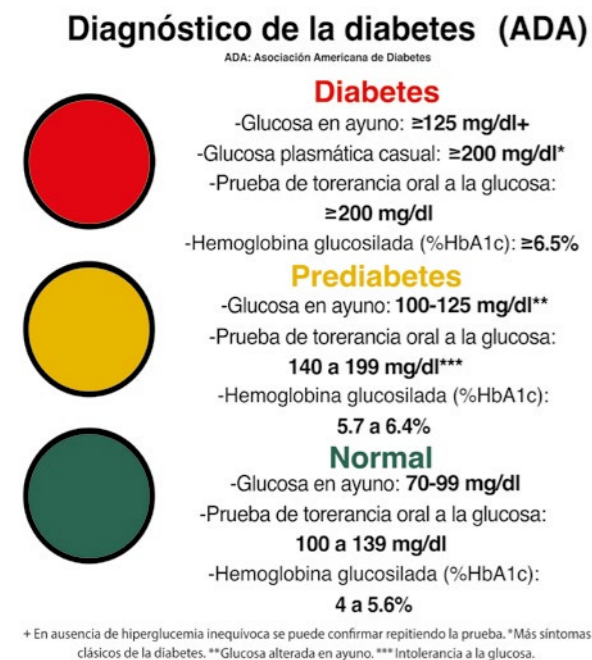 Diagnóstico de la diabetes (ADA)
ADA: Asociación Americana de Diabetes
Diabetes
-Glucosa en ayuno: ≥125 mg/dl+
-Glucosa plasmática casual: ≥200 mg/dl*
-Prueba de torerancia oral a la glucosa:
≥200 mg/dl
-Hemoglobina glucosilada (%HbA1c): ≥6.5%
Prediabetes
-Glucosa en ayuno: 100-125 mg/dl**
-Prueba de torerancia oral a la glucosa:
140 a 199 mg/dl***
-Hemoglobina glucosilada (%HbA1c):
5.7 a 6.4%
Normal
-Glucosa en ayuno: 70-99 mg/dl
-Prueba de torerancia oral a la glucosa:
100 a 139 mg/dl
-Hemoglobina glucosilada (%HbA1c):
4 a 5.6%
+ En ausencia de hiperglucemia inequivoca se puede confirmar repitiendo la prueba. *Más síntomas
clásicos de la diabetes. **Glucosa alterada en ayuno. *** Intolerancia a la glucosa.